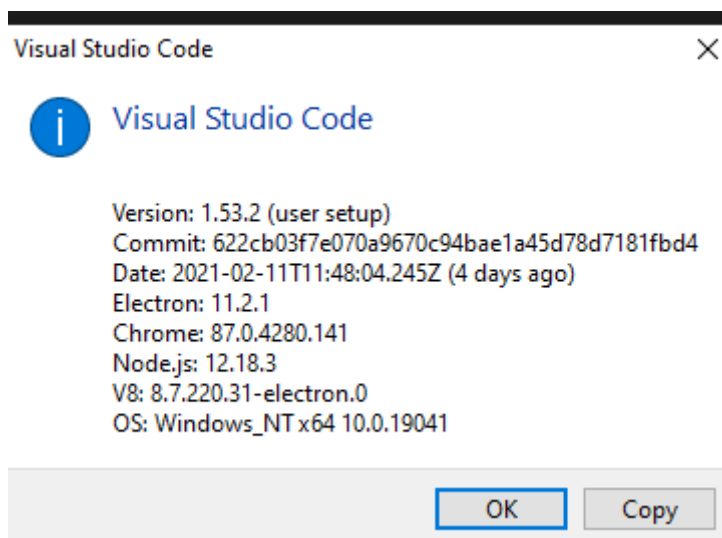 Visual Studio Code
Visual Studio Code
Version: 1.53.2 (user setup)
Commit: 622cb03f7e070a9670c94bae1a45d78d7181fbd4
Date: 2021-02-11T11:48:04.245Z (4 days ago)
Electron: 11.2.1
Chrome: 87.0.4280.141
Node.js: 12.18.3
V8: 8.7.220.31-electron.0
OS: Windows_NT x64 10.0.19041
OK Copy